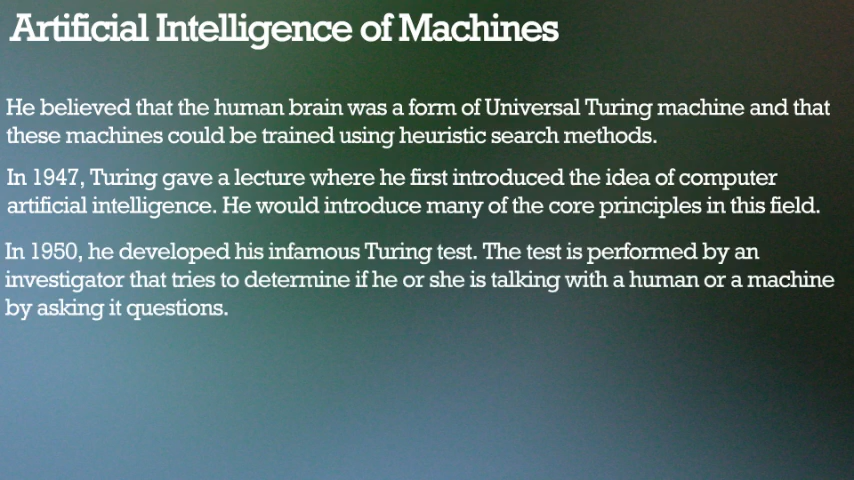 Artificial Intelligence of Machines
He believed that the human brain was a form of Universal Turing machine and that
these machines could be trained using heuristic search methods.
In 1947, Turing gave a lecture where he first introduced the idea of computer
artificial intelligence. He would introduce many of the core principles in this field.
In 1950, he developed his infamous Turing test. The test is performed by an
investigator that tries to determine if he or she is talking with a human or a machine
by asking it questions.